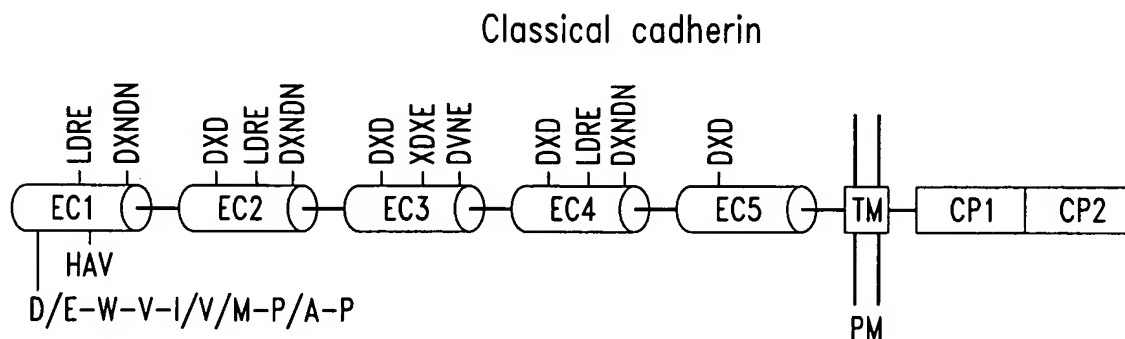 Classical cadherin
LDRE DXNDN DXD LDRE DXNDN DXD XDXE DVNE DXD LDRE DXNDN DXD
EC1 EC2 EC3 EC4 EC5 TM CP1 CP2
HAV
D/E-W-V-I/V/M-P/A-P
PM